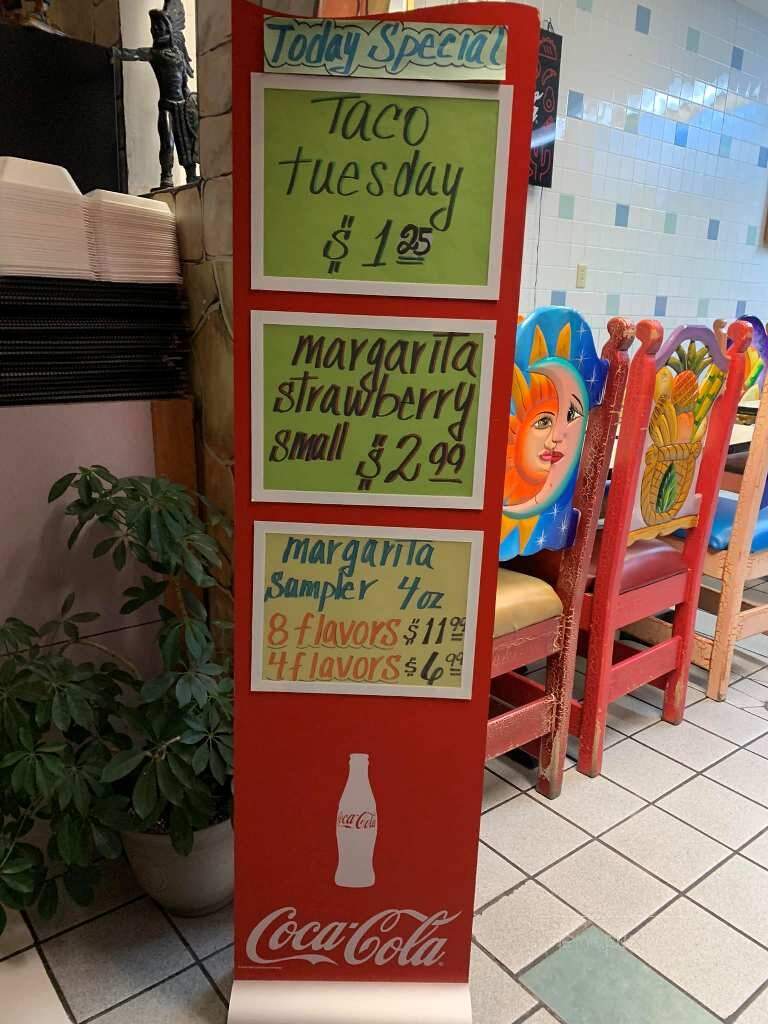 Today Special
Taco
tuesday
$ 1 25
margarita
strawberry
small $2 99
margarita
sampler 4oz
8 flavors $11 99
4 flavors $6 99
Coca-Cola
Coca-Cola